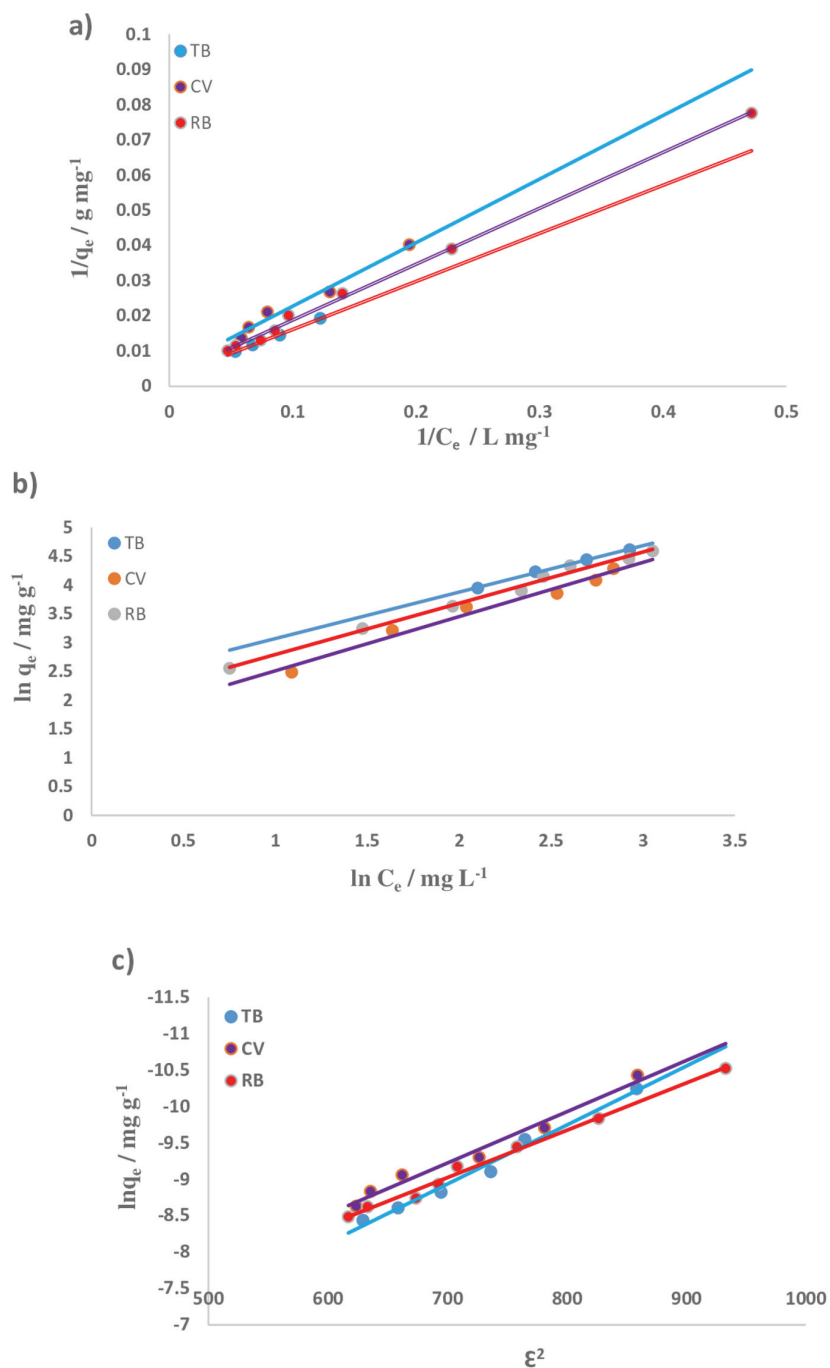 a)
0.1
0.09
0.08
0.07
0.06
0.05
0.04
0.03
0.02
0.01
0
TB
CV
RB
1/qₑ / g mg⁻¹
0 0.1 0.2 0.3 0.4 0.5
1/Cₑ / L mg⁻¹
b)
5
4.5
4
3.5
3
2.5
2
1.5
1
0.5
0
TB
CV
RB
ln qₑ / mg g⁻¹
0 0.5 1 1.5 2 2.5 3 3.5
ln Cₑ / mg L⁻¹
c)
-11.5
-11
-10.5
-10
-9.5
-9
-8.5
-8
-7.5
-7
TB
CV
RB
lnqₑ / mg g⁻¹
500 600 700 800 900 1000
ε²